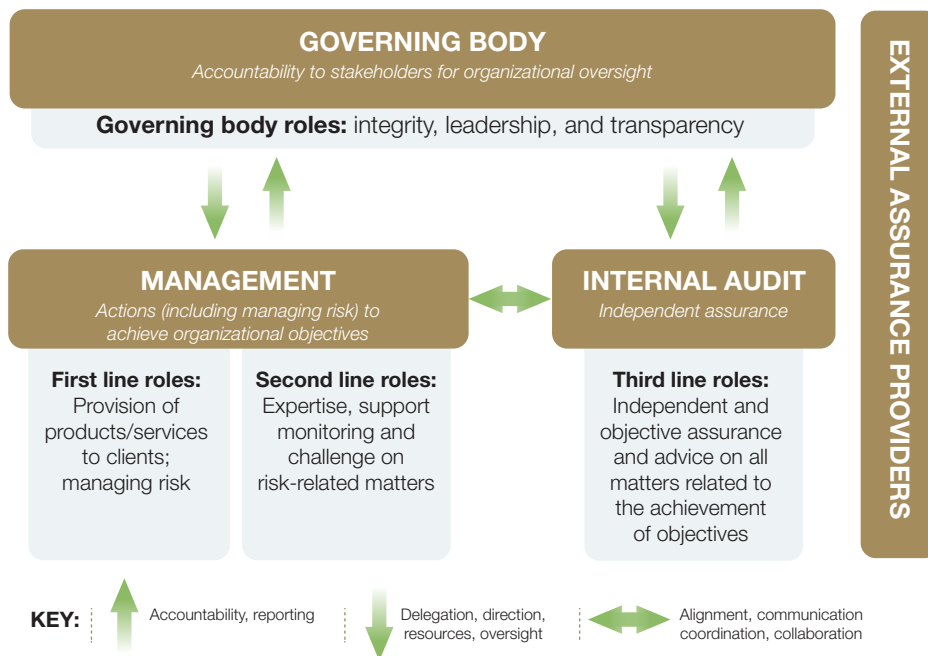 GOVERNING BODY
Accountability to stakeholders for organizational oversight
Governing body roles: integrity, leadership, and transparency
MANAGEMENT
Actions (including managing risk) to
achieve organizational objectives
First line roles:
Provision of
products/services
to clients;
managing risk
Second line roles:
Expertise, support
monitoring and
challenge on
risk-related matters
INTERNAL AUDIT
Independent assurance
Third line roles:
Independent and
objective assurance
and advice on all
matters related to
the achievement
of objectives
EXTERNAL ASSURANCE PROVIDERS
KEY:
Accountability, reporting
Delegation, direction,
resources, oversight
Alignment, communication
coordination, collaboration